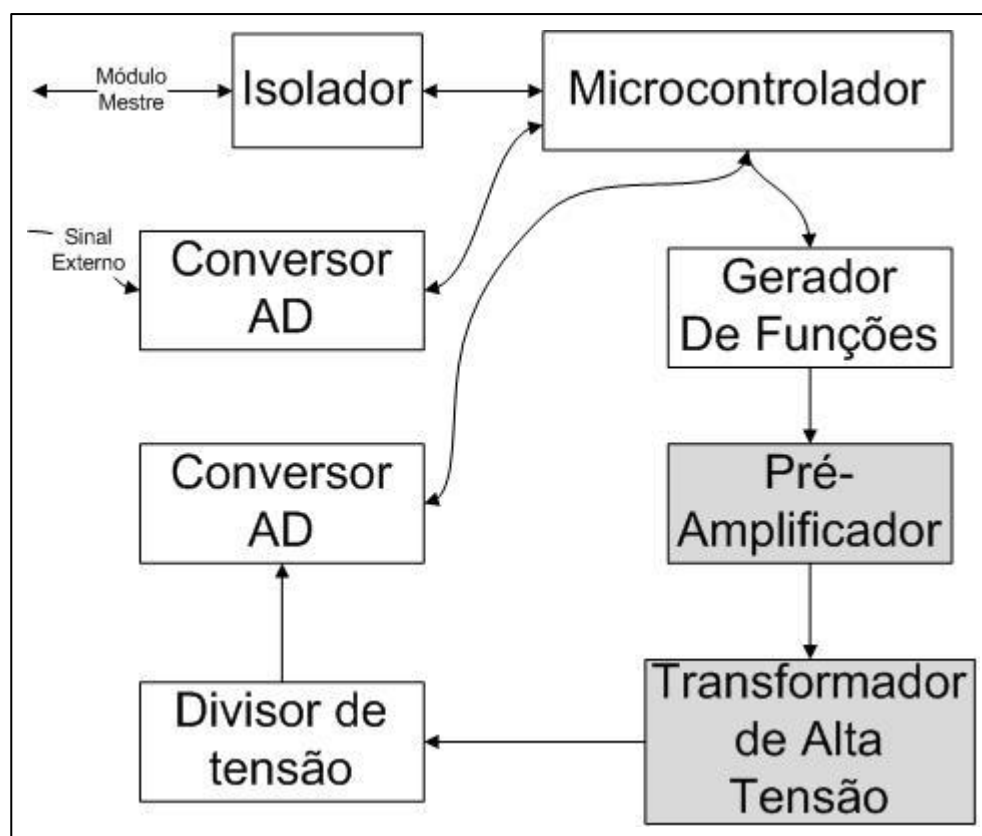 Módulo
Mestre
Isolador
Microcontrolador
Sinal
Externo
Conversor
AD
Gerador
De Funções
Conversor
AD
Pré-
Amplificador
Divisor de
tensão
Transformador
de Alta
Tensão